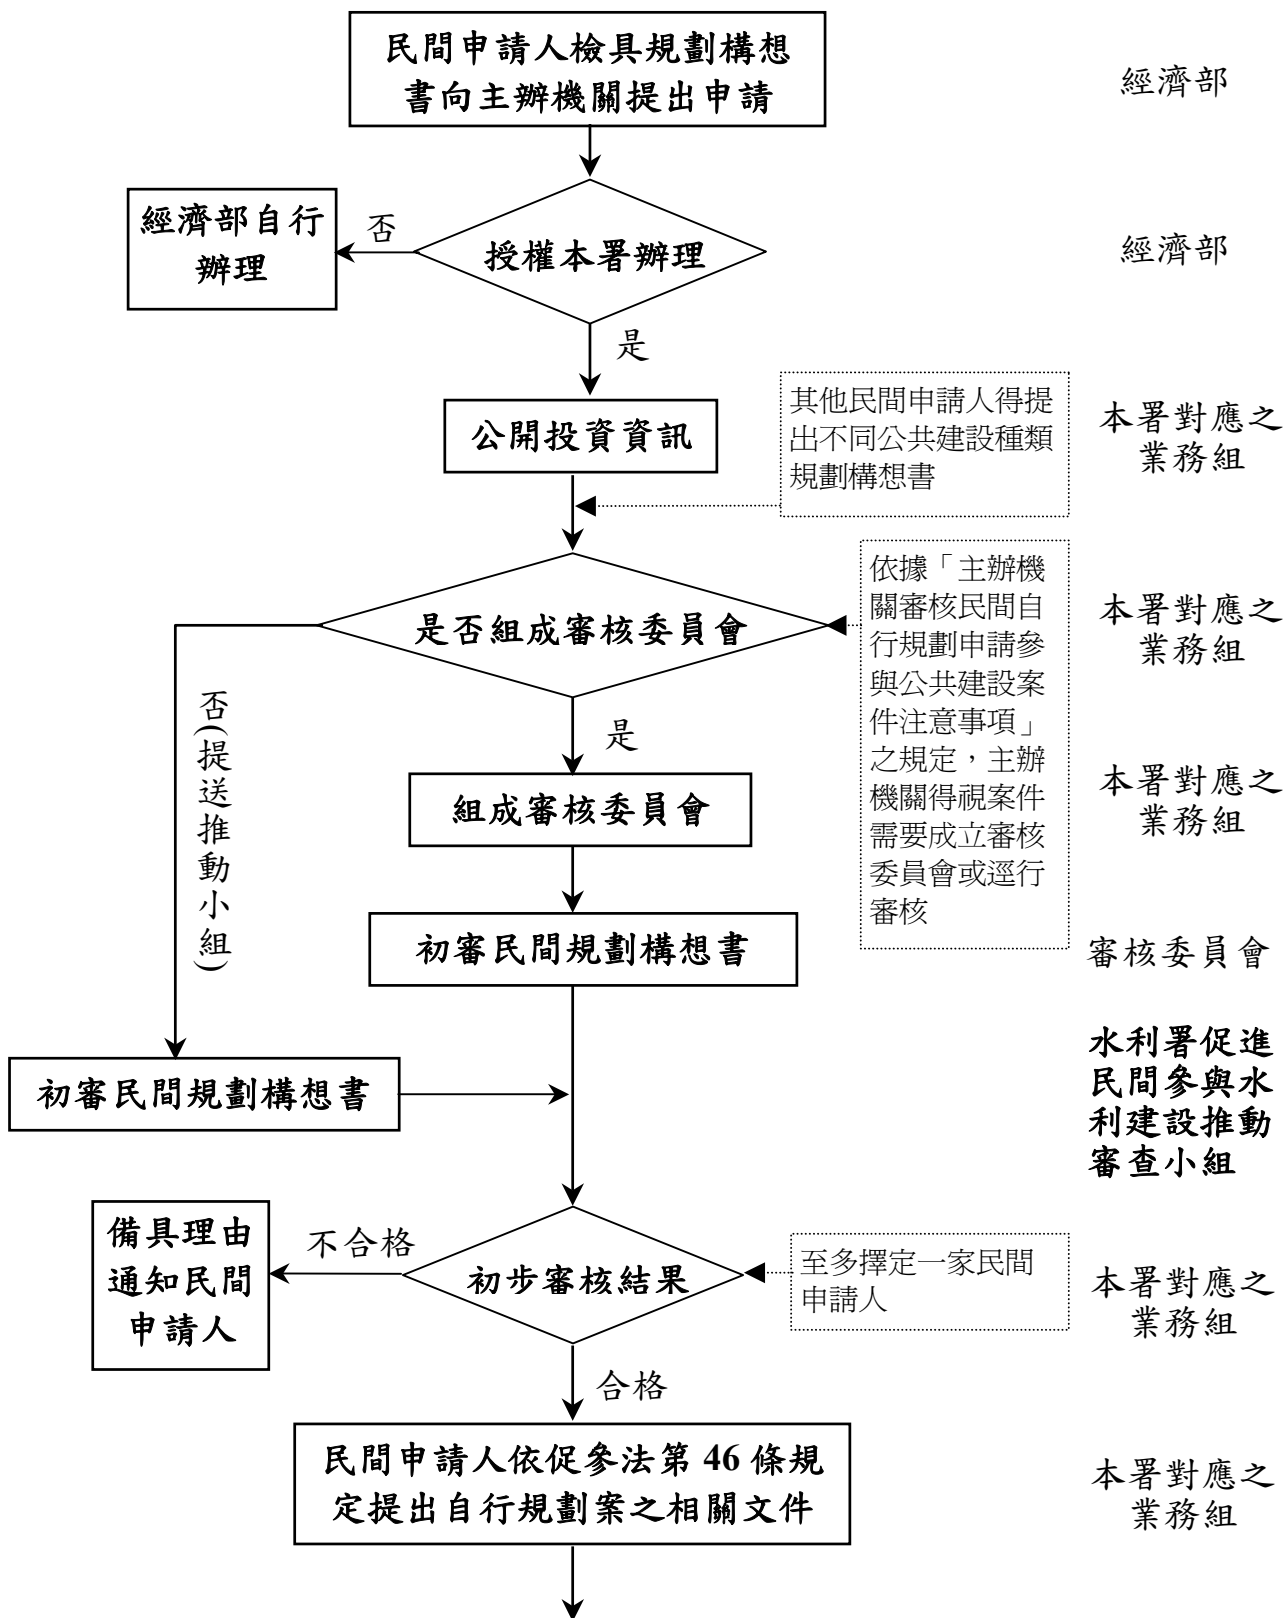 民間申請人檢具規劃構想
書向主辦機關提出申請
經濟部
經濟部自行
辦理
否
授權本署辦理
經濟部
是
公開投資資訊
其他民間申請人得提
出不同公共建設種類
規劃構想書
本署對應之
業務組
是否組成審核委員會
依據「主辦機
關審核民間自
行規劃申請參
與公共建設案
件注意事項」
之規定，主辦
機關得視案件
需要成立審核
委員會或逕行
審核
本署對應之
業務組
否(提送推動小組)
是
組成審核委員會
本署對應之
業務組
初審民間規劃構想書
審核委員會
初審民間規劃構想書
水利署促進
民間參與水
利建設推動
審查小組
備具理由
通知民間
申請人
不合格
初步審核結果
至多擇定一家民間
申請人
本署對應之
業務組
合格
民間申請人依促參法第 46 條規
定提出自行規劃案之相關文件
本署對應之
業務組